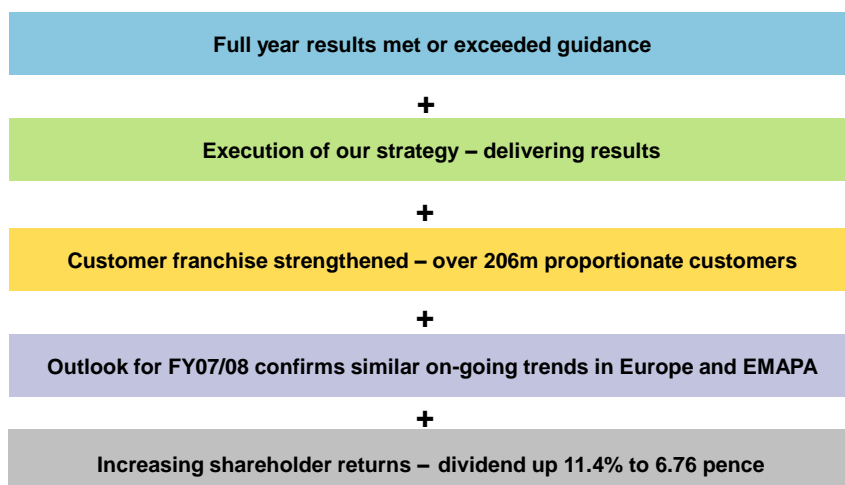 Full year results met or exceeded guidance
+
Execution of our strategy – delivering results
+
Customer franchise strengthened – over 206m proportionate customers
+
Outlook for FY07/08 confirms similar on-going trends in Europe and EMAPA
+
Increasing shareholder returns – dividend up 11.4% to 6.76 pence